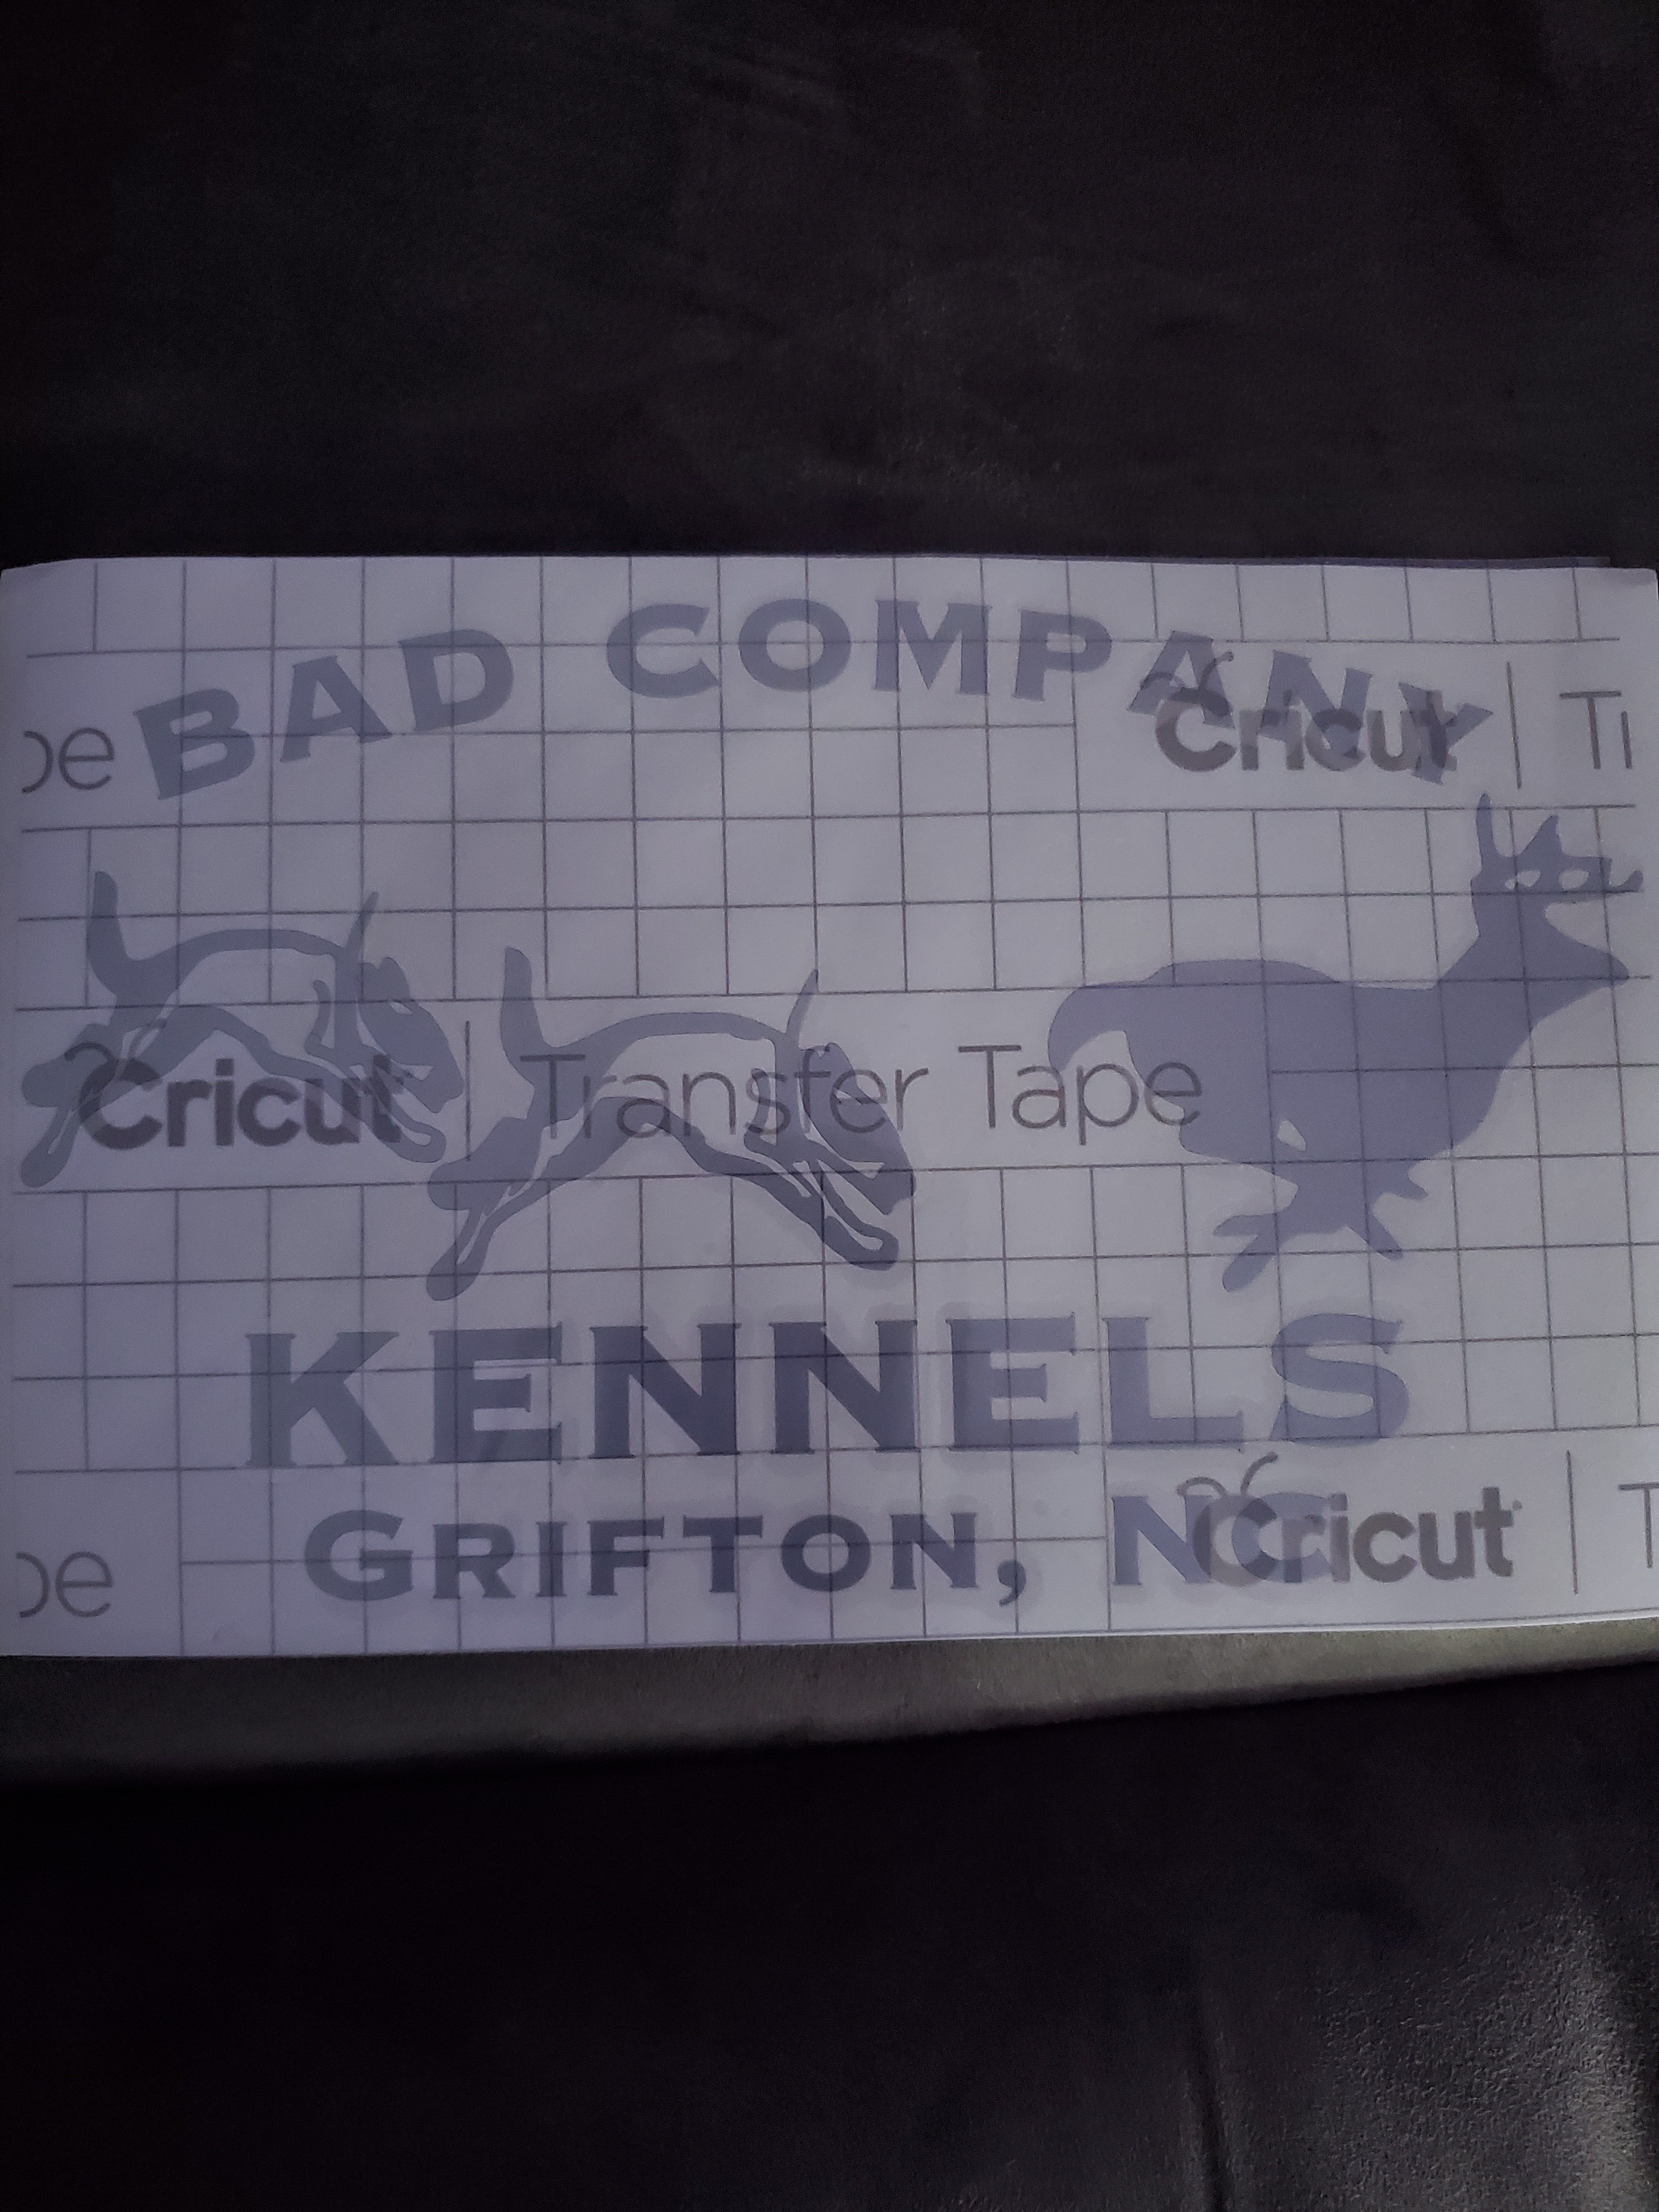 BAD COMPANY
pe Cricut | T
Cricut | Transfer Tape
KENNELS
GRIFTON, NC
pe Cricut | T